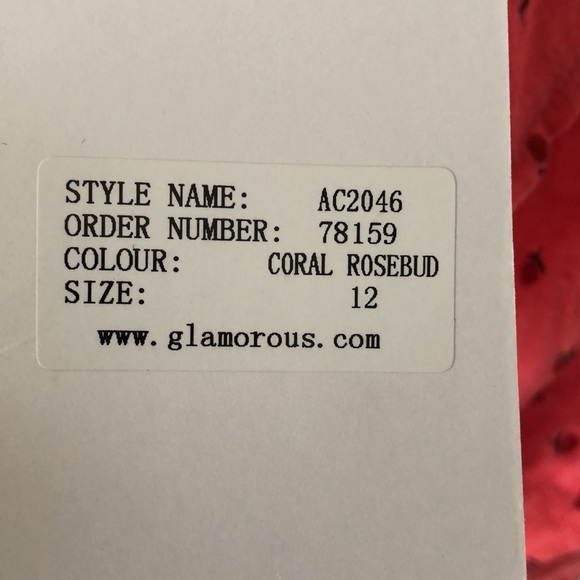 STYLE NAME: AC2046
ORDER NUMBER: 78159
COLOUR: CORAL ROSEBUD
SIZE: 12
www.glamorous.com